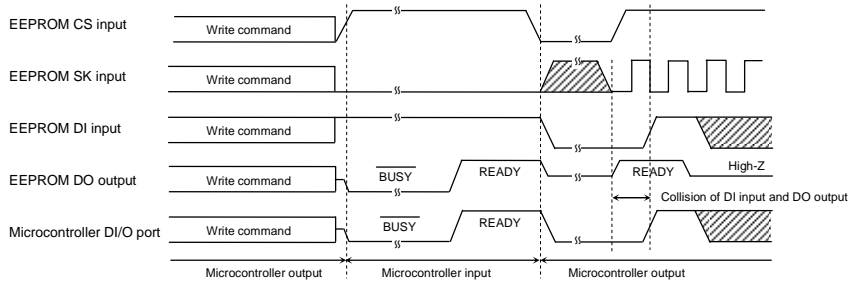 EEPROM CS input
Write command
EEPROM SK input
Write command
EEPROM DI input
Write command
EEPROM DO output
Write command
BUSY
READY
READY
High-Z
Collision of DI input and DO output
Microcontroller DI/O port
Write command
BUSY
READY
Microcontroller output
Microcontroller input
Microcontroller output